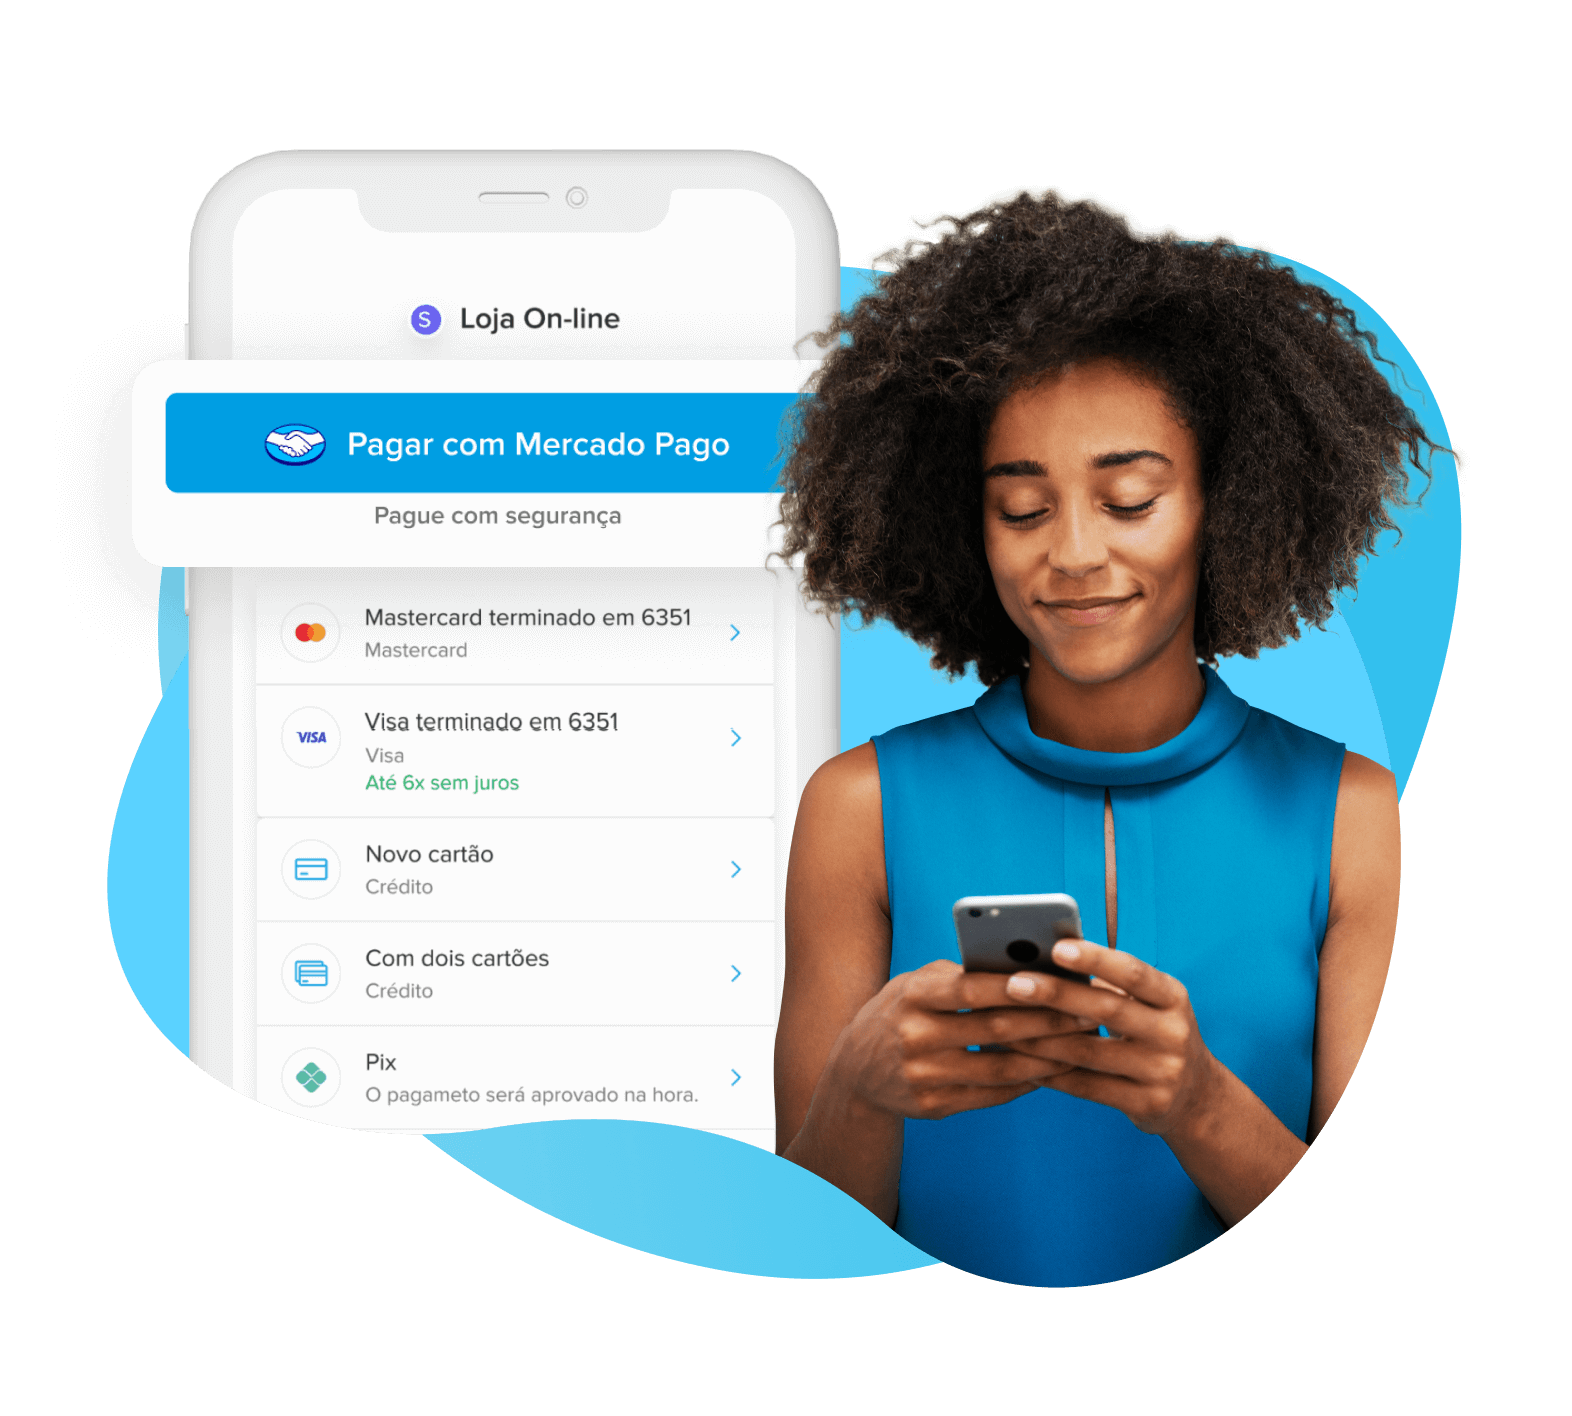 S Loja On-line
Pagar com Mercado Pago
Pague com segurança
Mastercard terminado em 6351
Mastercard
VISA
Visa terminado em 6351
Visa
Até 6x sem juros
Novo cartão
Crédito
Com dois cartões
Crédito
Pix
O pagameto será aprovado na hora.